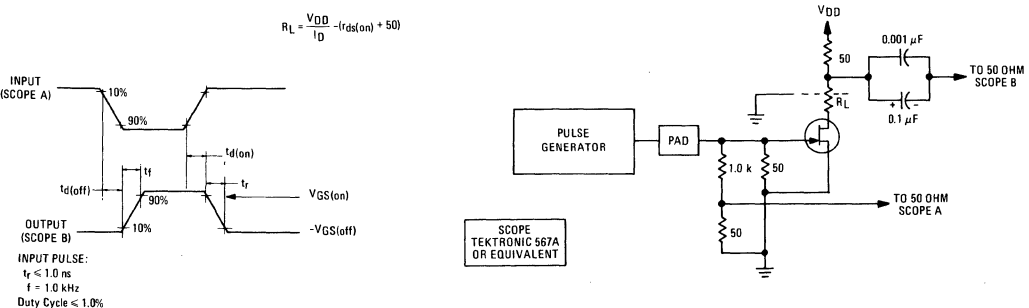 R_L = V_DD / I_D -(r_ds(on) + 50)
INPUT
(SCOPE A)
10%
90%
t_d(on)
t_f
t_d(off)
t_r
90%
V_GS(on)
10%
-V_GS(off)
OUTPUT
(SCOPE B)
INPUT PULSE:
t_r ≤ 1.0 ns
f = 1.0 kHz
Duty Cycle ≤ 1.0%
V_DD
50
0.001 µF
TO 50 OHM
SCOPE B
R_L
+ -
0.1 µF
PULSE
GENERATOR
PAD
1.0 k
50
TO 50 OHM
SCOPE A
50
SCOPE
TEKTRONIC 567A
OR EQUIVALENT